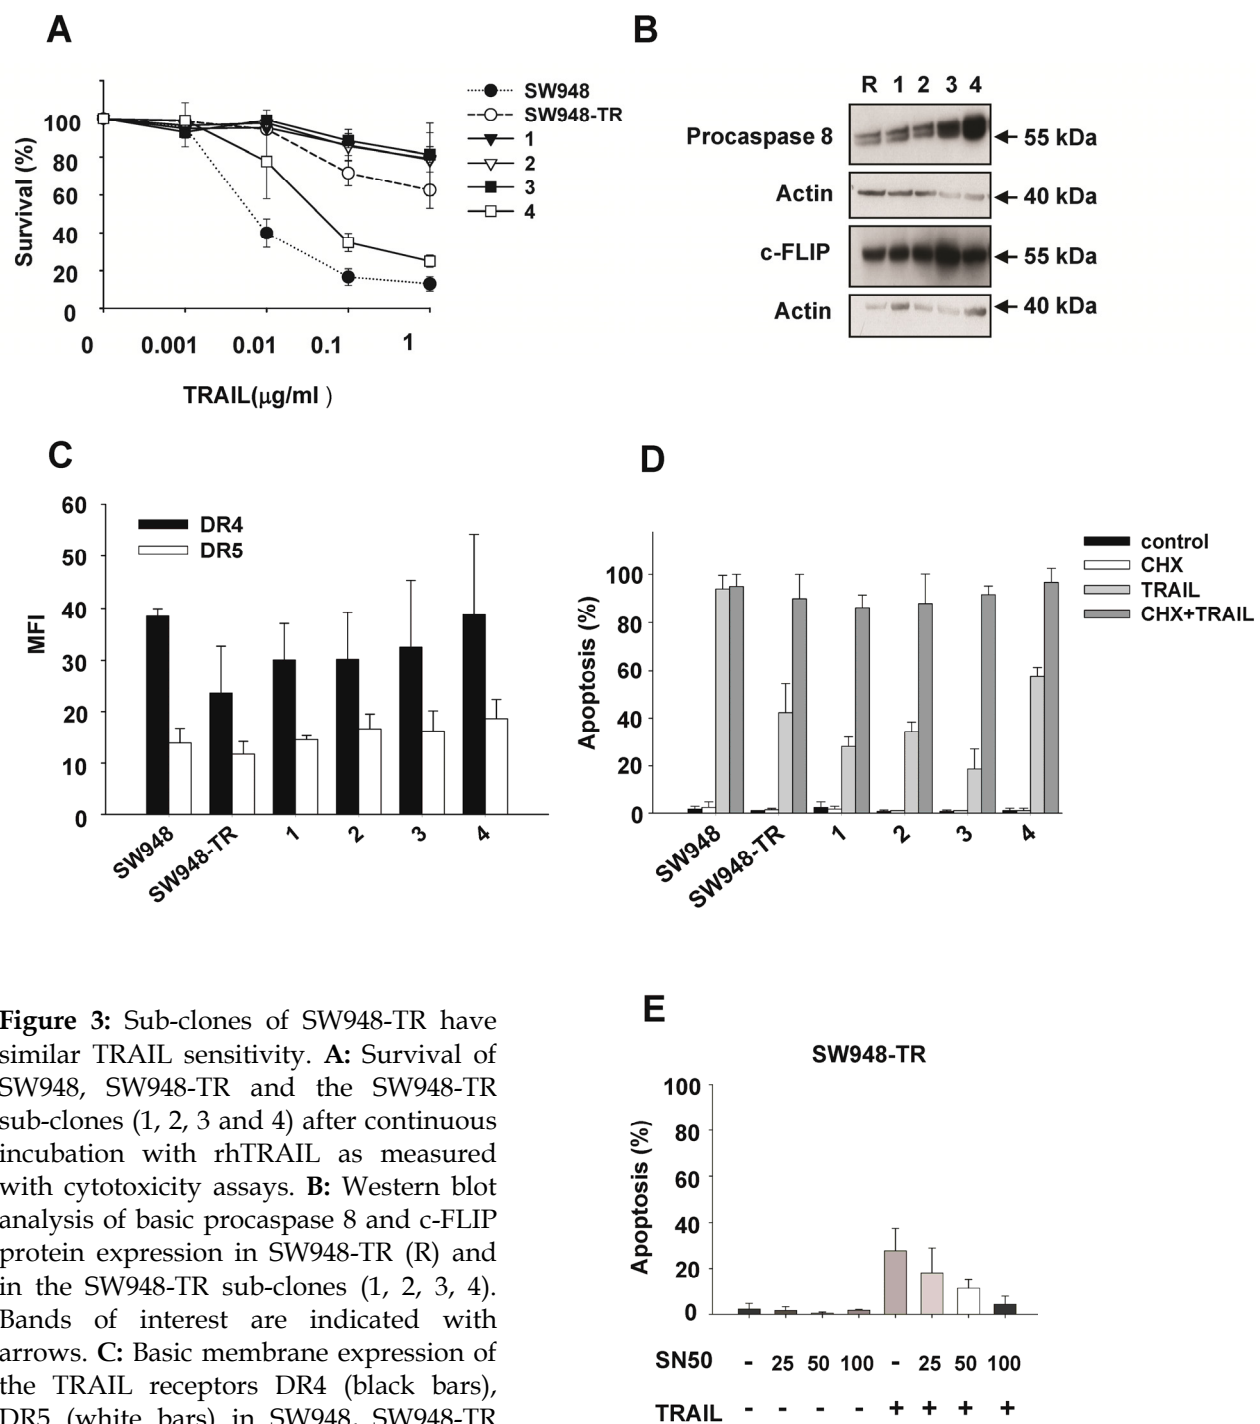 A
100
80
60
40
20
0
Survival (%)
0 0.001 0.01 0.1 1
TRAIL(μg/ml )
SW948
SW948-TR
1
2
3
4
B
R 1 2 3 4
Procaspase 8 55 kDa
Actin 40 kDa
c-FLIP 55 kDa
Actin 40 kDa
C
60
50
40
30
20
10
0
MFI
DR4
DR5
SW948 SW948-TR 1 2 3 4
D
100
80
60
40
20
0
Apoptosis (%)
control
CHX
TRAIL
CHX+TRAIL
SW948 SW948-TR 1 2 3 4
Figure 3: Sub-clones of SW948-TR have
similar TRAIL sensitivity. A: Survival of
SW948, SW948-TR and the SW948-TR
sub-clones (1, 2, 3 and 4) after continuous
incubation with rhTRAIL as measured
with cytotoxicity assays. B: Western blot
analysis of basic procaspase 8 and c-FLIP
protein expression in SW948-TR (R) and
in the SW948-TR sub-clones (1, 2, 3, 4).
Bands of interest are indicated with
arrows. C: Basic membrane expression of
the TRAIL receptors DR4 (black bars),
DR5 (white bars) in SW948, SW948-TR
E
SW948-TR
100
80
60
40
20
0
Apoptosis (%)
SN50 - 25 50 100 - 25 50 100
TRAIL - - - - + + + +